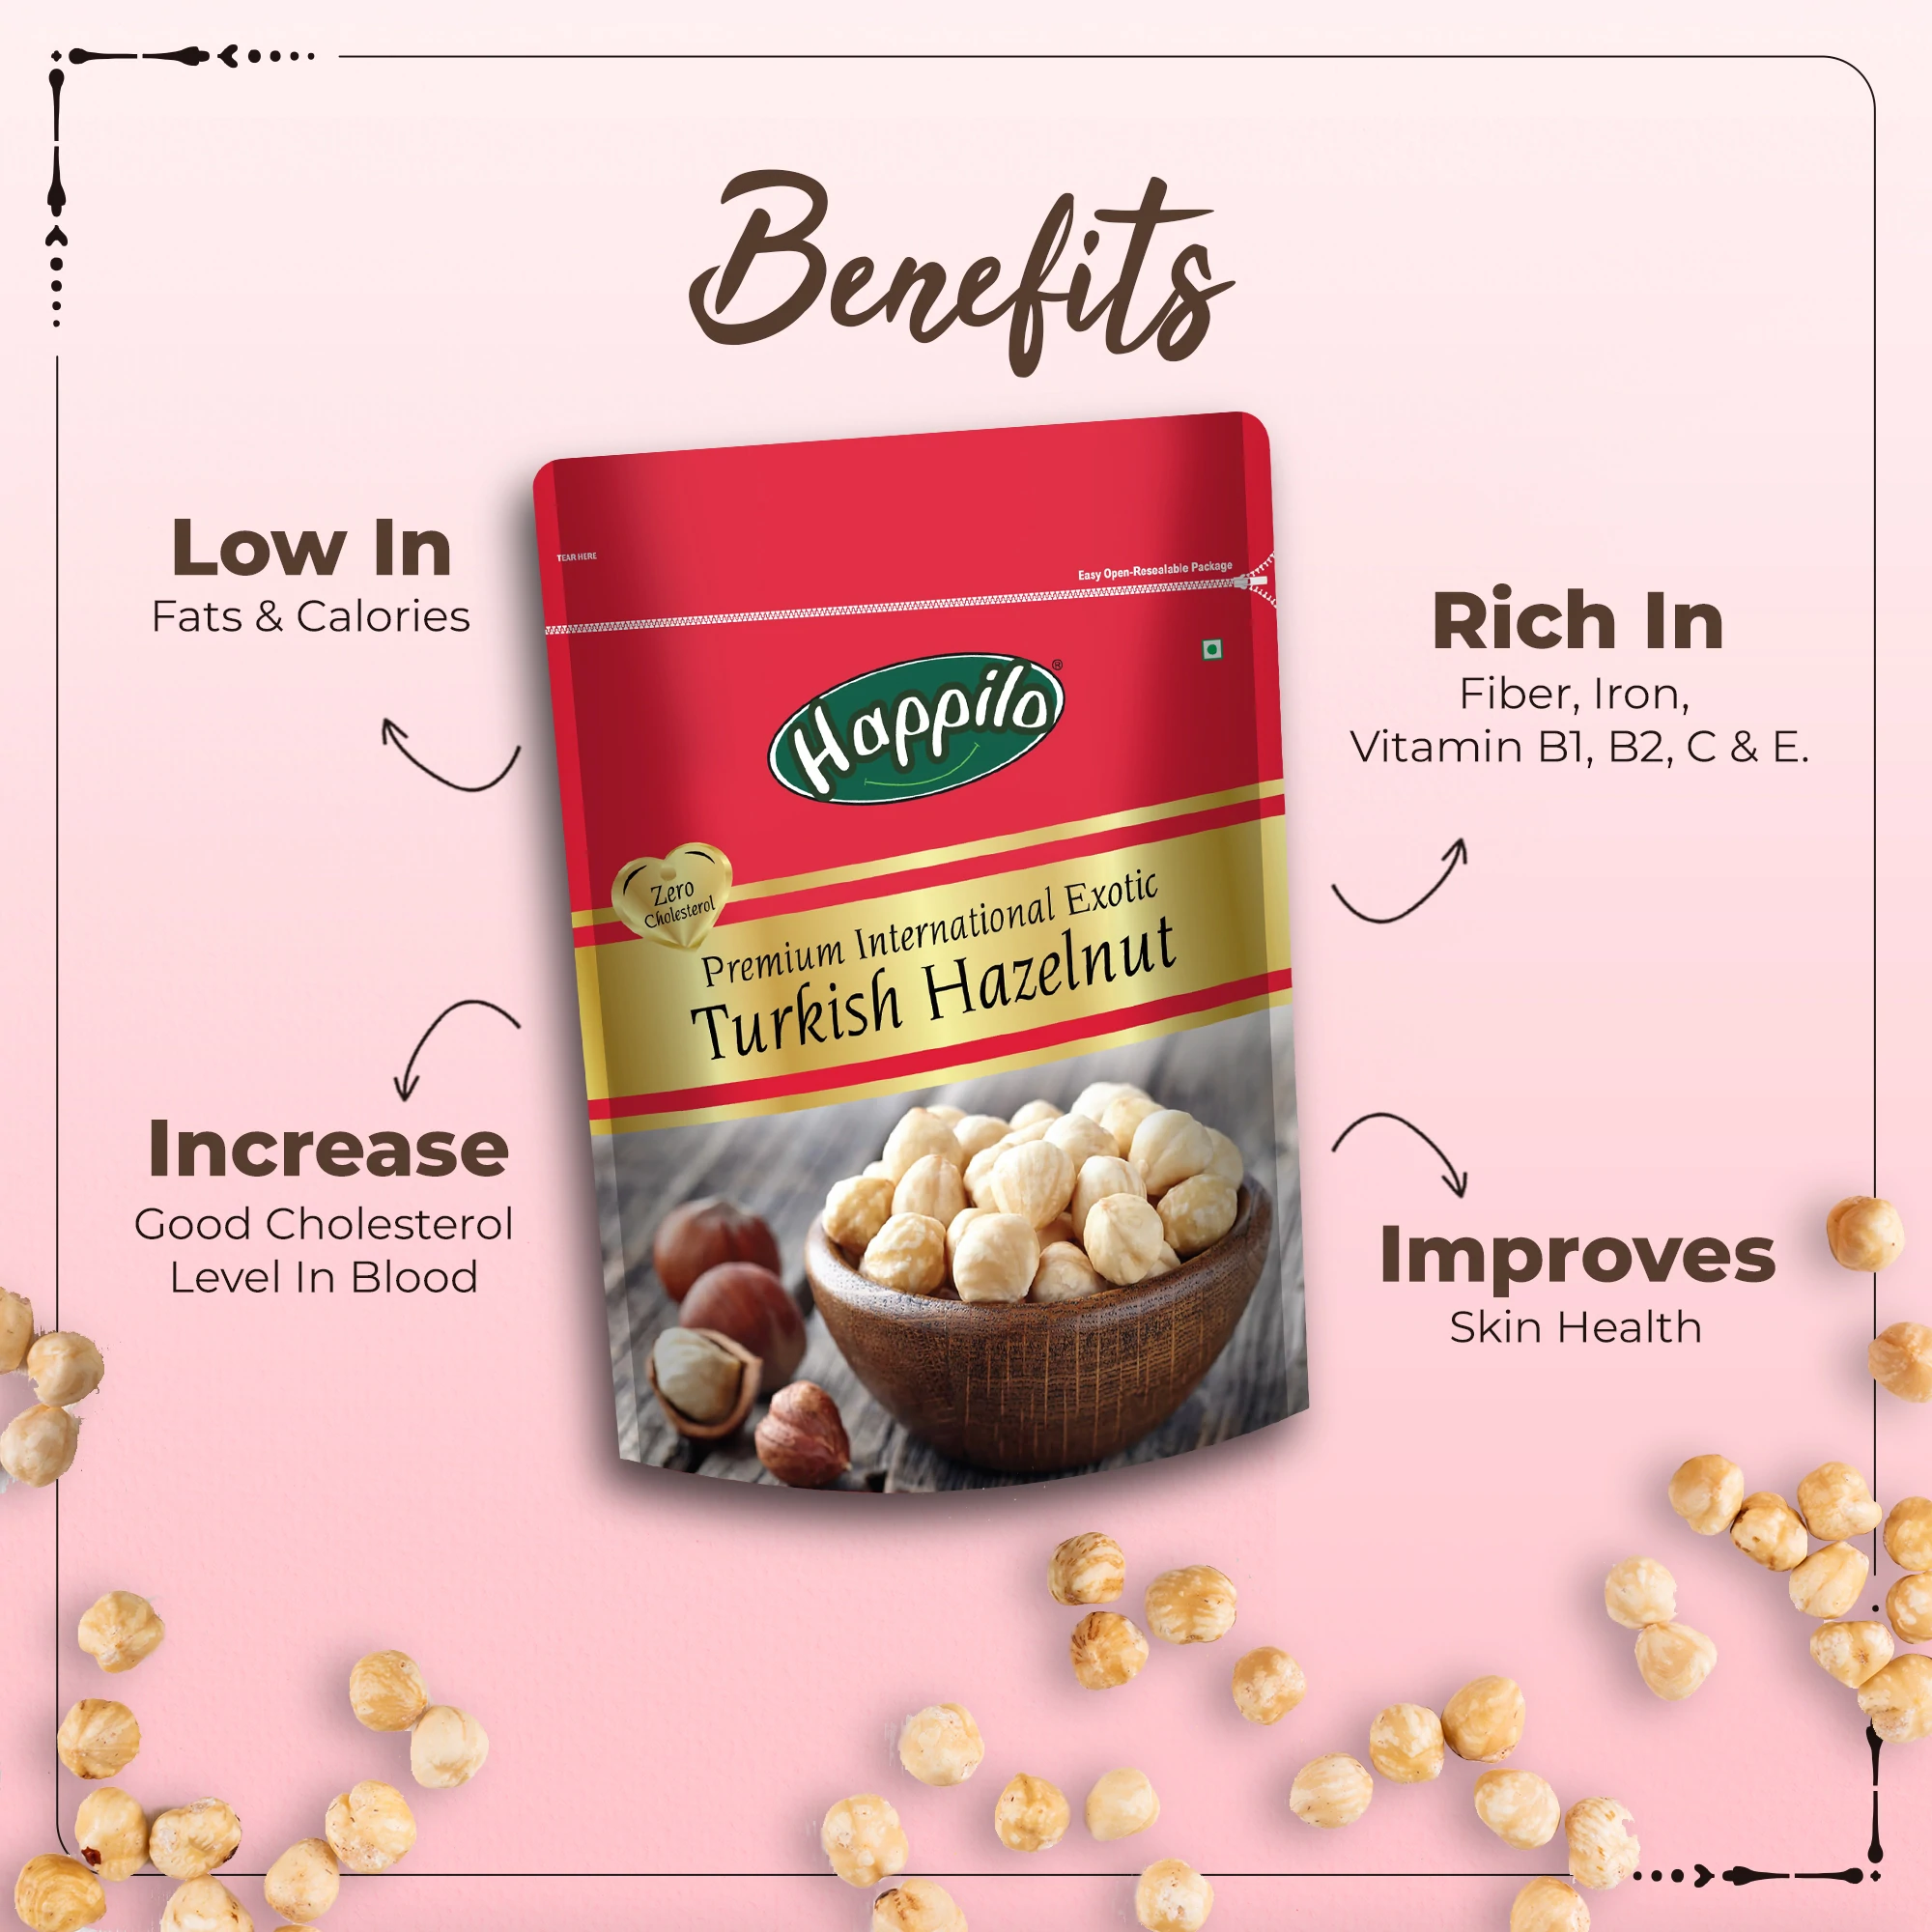 Benefits
Low In
Fats & Calories
Rich In
Fiber, Iron,
Vitamin B1, B2, C & E.
Increase
Good Cholesterol
Level In Blood
Improves
Skin Health
TEAR HERE
Easy Open-Resealable Package
Happilo®
Zero
Cholesterol
Premium International Exotic
Turkish Hazelnut